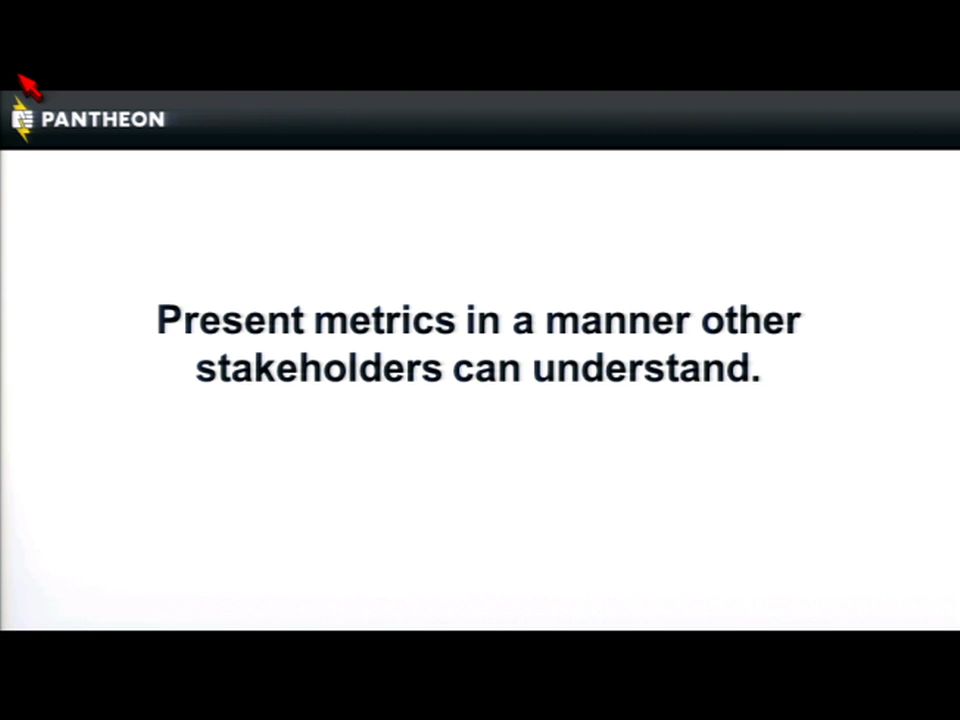 PANTHEON
Present metrics in a manner other
stakeholders can understand.